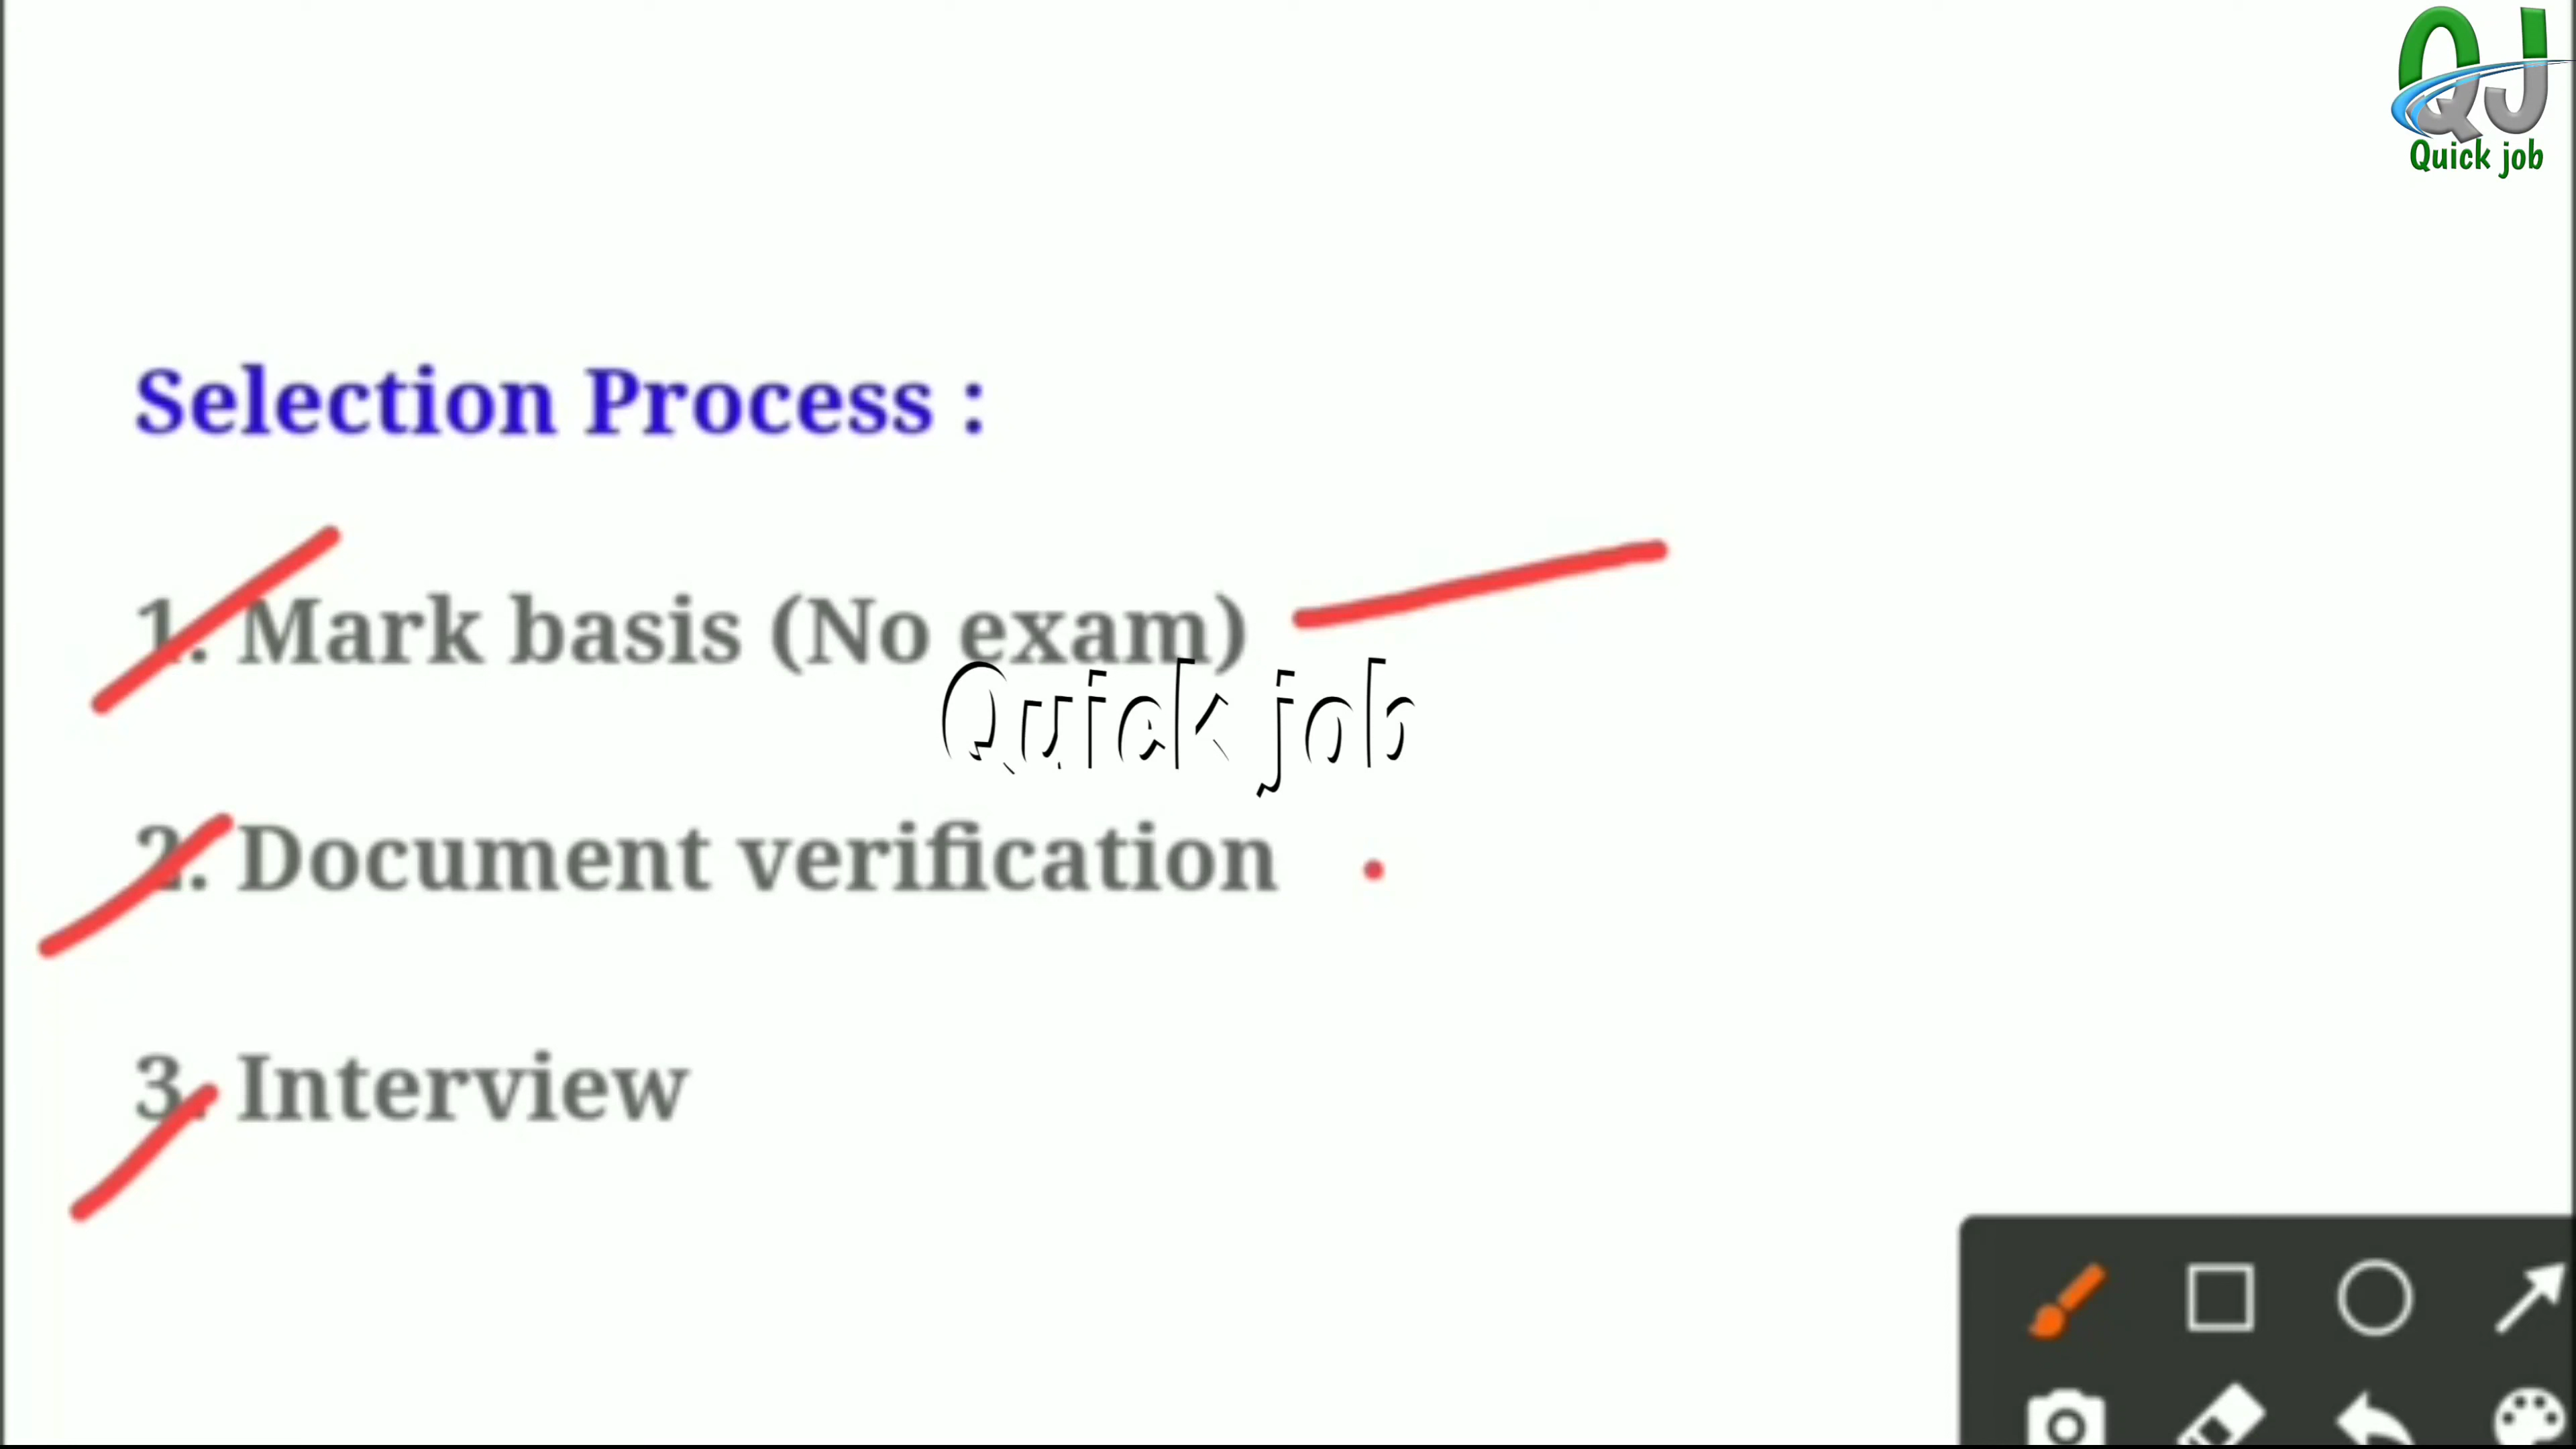 QJ
Quick job
Selection Process :
1. Mark basis (No exam)
Quick job
2. Document verification
3. Interview